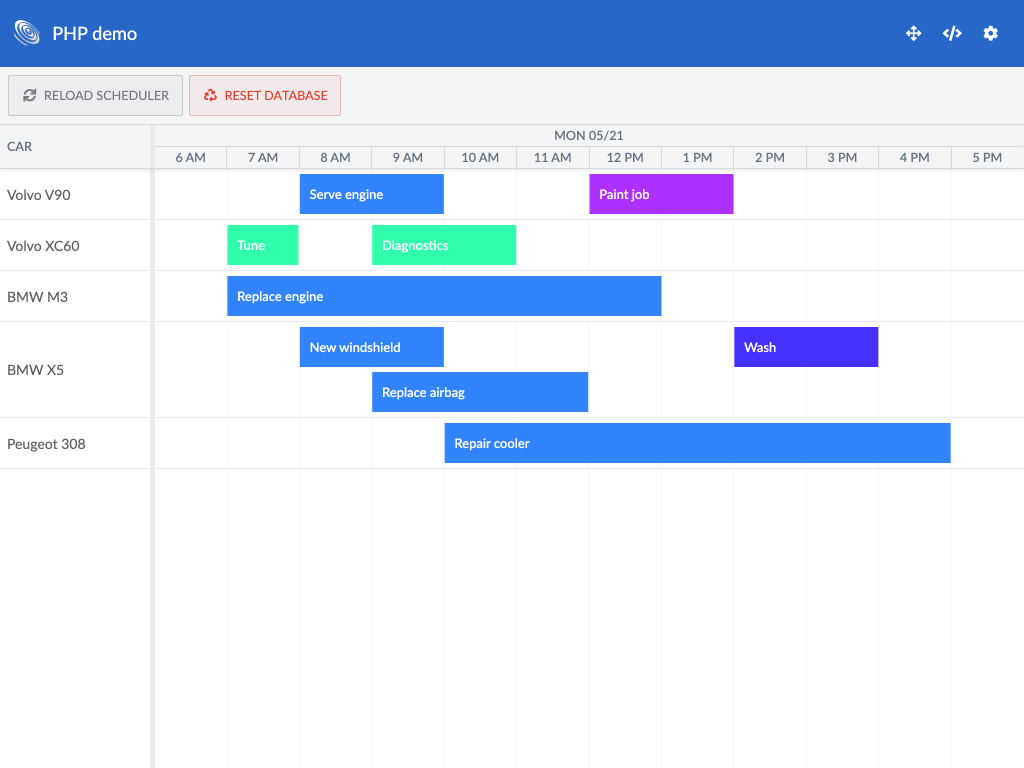 PHP demo
RELOAD SCHEDULER
RESET DATABASE
CAR
MON 05/21
6 AM 7 AM 8 AM 9 AM 10 AM 11 AM 12 PM 1 PM 2 PM 3 PM 4 PM 5 PM
Volvo V90
Serve engine
Paint job
Volvo XC60
Tune
Diagnostics
BMW M3
Replace engine
BMW X5
New windshield
Wash
Replace airbag
Peugeot 308
Repair cooler